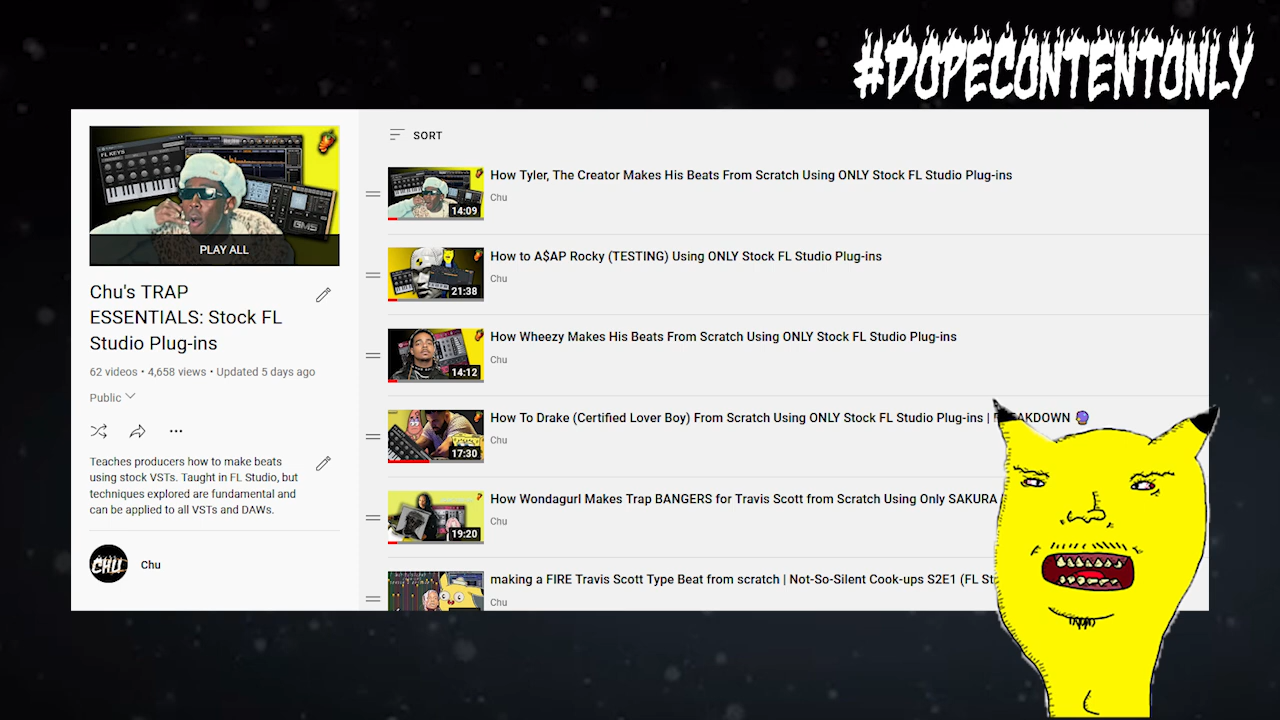 #DOPECONTENTONLY
FL KEYS
GMS
PLAY ALL
Chu's TRAP
ESSENTIALS: Stock FL
Studio Plug-ins
62 videos • 4,658 views • Updated 5 days ago
Public
Teaches producers how to make beats
using stock VSTs. Taught in FL Studio, but
techniques explored are fundamental and
can be applied to all VSTs and DAWs.
CHU
Chu
SORT
14:09
How Tyler, The Creator Makes His Beats From Scratch Using ONLY Stock FL Studio Plug-ins
Chu
21:38
How to A$AP Rocky (TESTING) Using ONLY Stock FL Studio Plug-ins
Chu
14:12
How Wheezy Makes His Beats From Scratch Using ONLY Stock FL Studio Plug-ins
Chu
17:30
How To Drake (Certified Lover Boy) From Scratch Using ONLY Stock FL Studio Plug-ins | AKDOWN 🔮
Chu
19:20
How Wondagurl Makes Trap BANGERS for Travis Scott from Scratch Using Only SAKURA
Chu
making a FIRE Travis Scott Type Beat from scratch | Not-So-Silent Cook-ups S2E1 (FL St
Chu